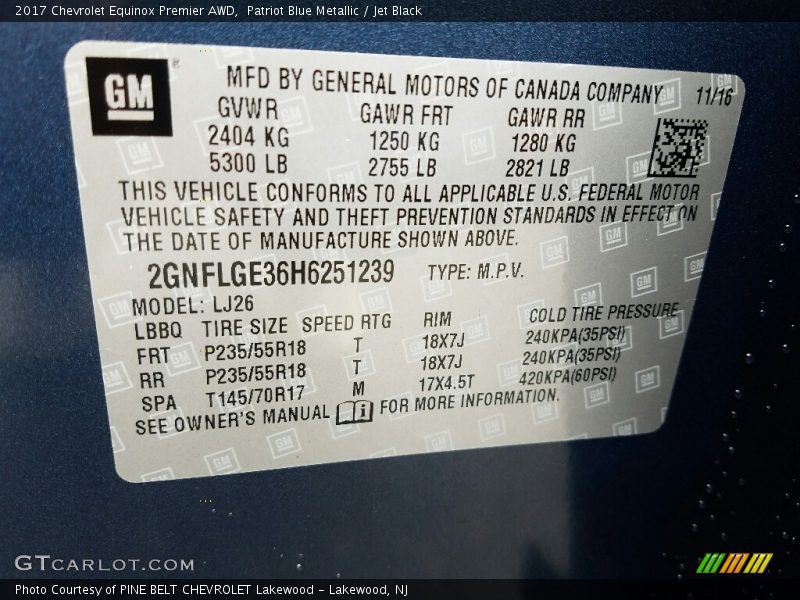 2017 Chevrolet Equinox Premier AWD,  Patriot Blue Metallic / Jet Black
GM ®
MFD BY GENERAL MOTORS OF CANADA COMPANY 11/16
GVWR GAWR FRT GAWR RR
2404 KG 1250 KG 1280 KG
5300 LB 2755 LB 2821 LB
THIS VEHICLE CONFORMS TO ALL APPLICABLE U.S. FEDERAL MOTOR
VEHICLE SAFETY AND THEFT PREVENTION STANDARDS IN EFFECT ON
THE DATE OF MANUFACTURE SHOWN ABOVE.
2GNFLGE36H6251239 TYPE: M.P.V.
MODEL: LJ26
LBBQ TIRE SIZE SPEED RTG RIM COLD TIRE PRESSURE
FRT P235/55R18 T 18X7J 240KPA(35PSI)
RR P235/55R18 T 18X7J 240KPA(35PSI)
SPA T145/70R17 M 17X4.5T 420KPA(60PSI)
SEE OWNER'S MANUAL i FOR MORE INFORMATION.
GTCARLOT.COM
Photo Courtesy of PINE BELT CHEVROLET Lakewood - Lakewood, NJ